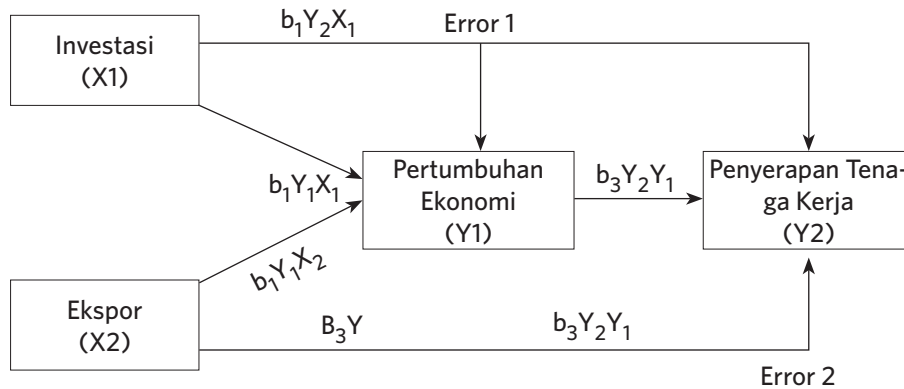 b₁Y₂X₁
Error 1
Investasi
(X1)
b₁Y₁X₁
Pertumbuhan
Ekonomi
(Y1)
b₃Y₂Y₁
Penyerapan Tena-
ga Kerja
(Y2)
b₁Y₁X₂
Ekspor
(X2)
B₃Y
b₃Y₂Y₁
Error 2